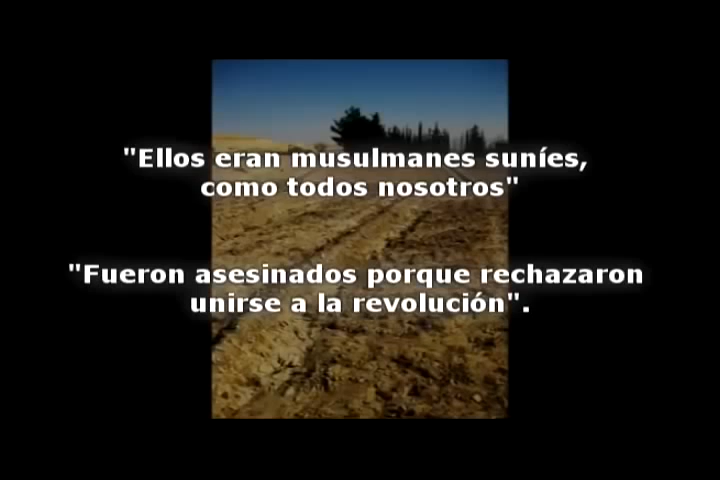 "Ellos eran musulmanes suníes,
como todos nosotros"
"Fueron asesinados porque rechazaron
unirse a la revolución".